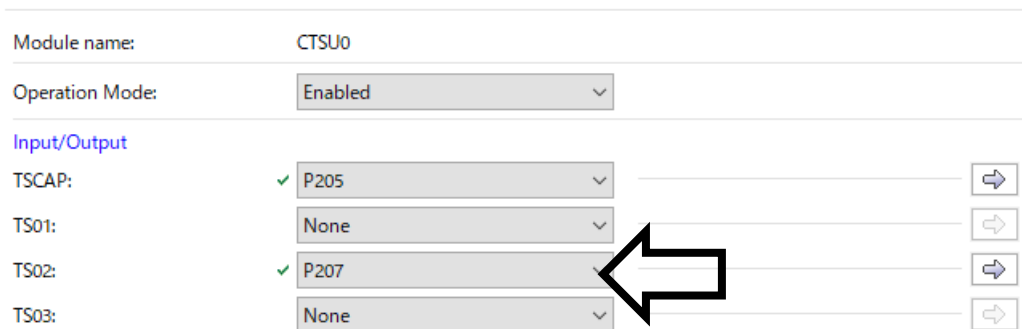 Module name: CTSU0
Operation Mode: Enabled
Input/Output
TSCAP: P205
TS01: None
TS02: P207
TS03: None